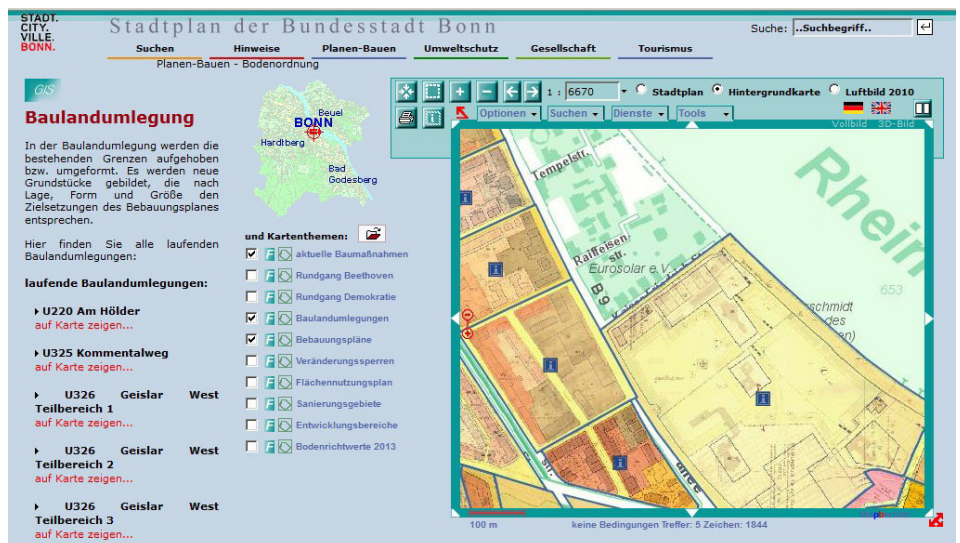 STADT.
CITY.
VILLE.
BONN.
Stadtplan der Bundesstadt Bonn
Suche: ..Suchbegriff..
Suchen Hinweise Planen-Bauen Umweltschutz Gesellschaft Tourismus
Planen-Bauen - Bodenordnung
GIS
Baulandumlegung
In der Baulandumlegung werden die
bestehenden Grenzen aufgehoben
bzw. umgeformt. Es werden neue
Grundstücke gebildet, die nach
Lage, Form und Größe den
Zielsetzungen des Bebauungsplanes
entsprechen.
Hier finden Sie alle laufenden
Baulandumlegungen:
laufende Baulandumlegungen:
U220 Am Hölder
auf Karte zeigen...
U325 Kommentalweg
auf Karte zeigen...
U326 Geislar West
Teilbereich 1
auf Karte zeigen...
U326 Geislar West
Teilbereich 2
auf Karte zeigen...
U326 Geislar West
Teilbereich 3
auf Karte zeigen...
Beuel
BONN
Hardtberg
Bad
Godesberg
und Kartenthemen:
F aktuelle Baumaßnahmen
F Rundgang Beethoven
F Rundgang Demokratie
F Baulandumlegungen
F Bebauungspläne
F Veränderungssperren
F Flächennutzungsplan
F Sanierungsgebiete
F Entwicklungsbereiche
F Bodenrichtwerte 2013
1 : 6670 Stadtplan Hintergrundkarte Luftbild 2010
Optionen Suchen Dienste Tools
Vollbild 3D-Bild
Tempelstr.
Rhein
Raiffeisen-
str.
Eurosolar e.V.
B 9
653
rschmidt
des
en)
allee
str.
100 m
keine Bedingungen Treffer: 5 Zeichen: 1844